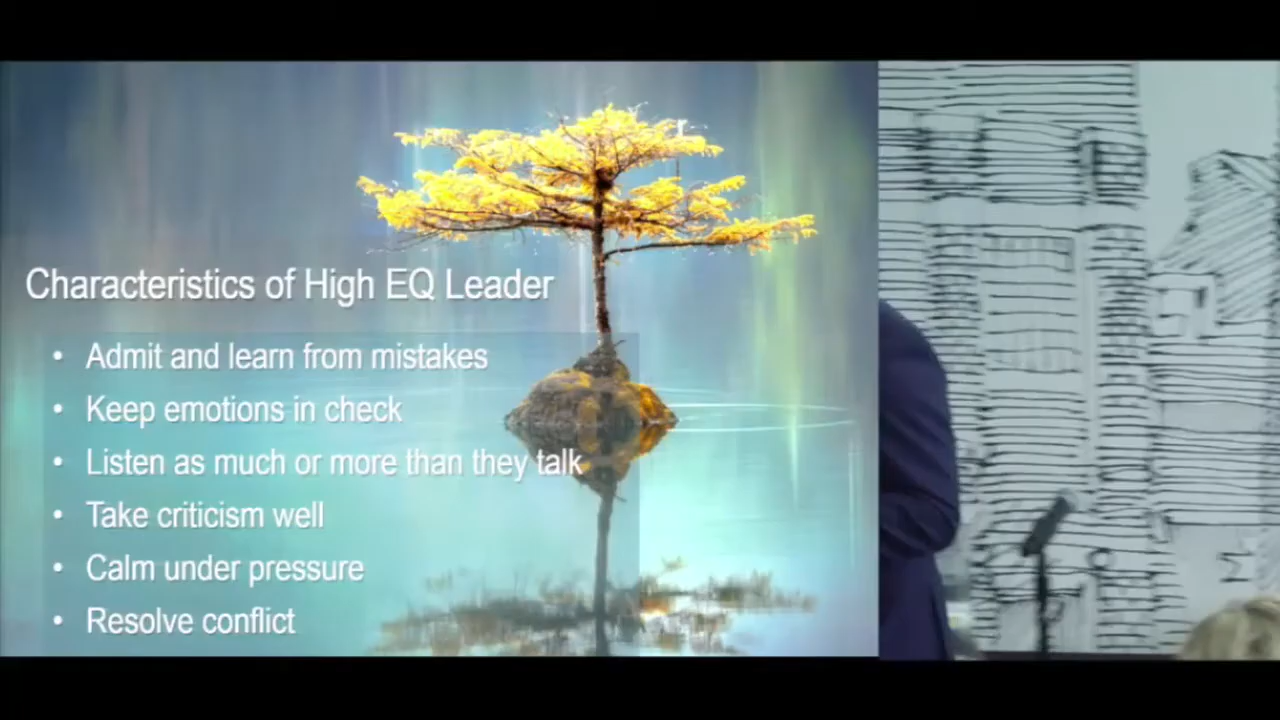 Characteristics of High EQ Leader
• Admit and learn from mistakes
• Keep emotions in check
• Listen as much or more than they talk
• Take criticism well
• Calm under pressure
• Resolve conflict